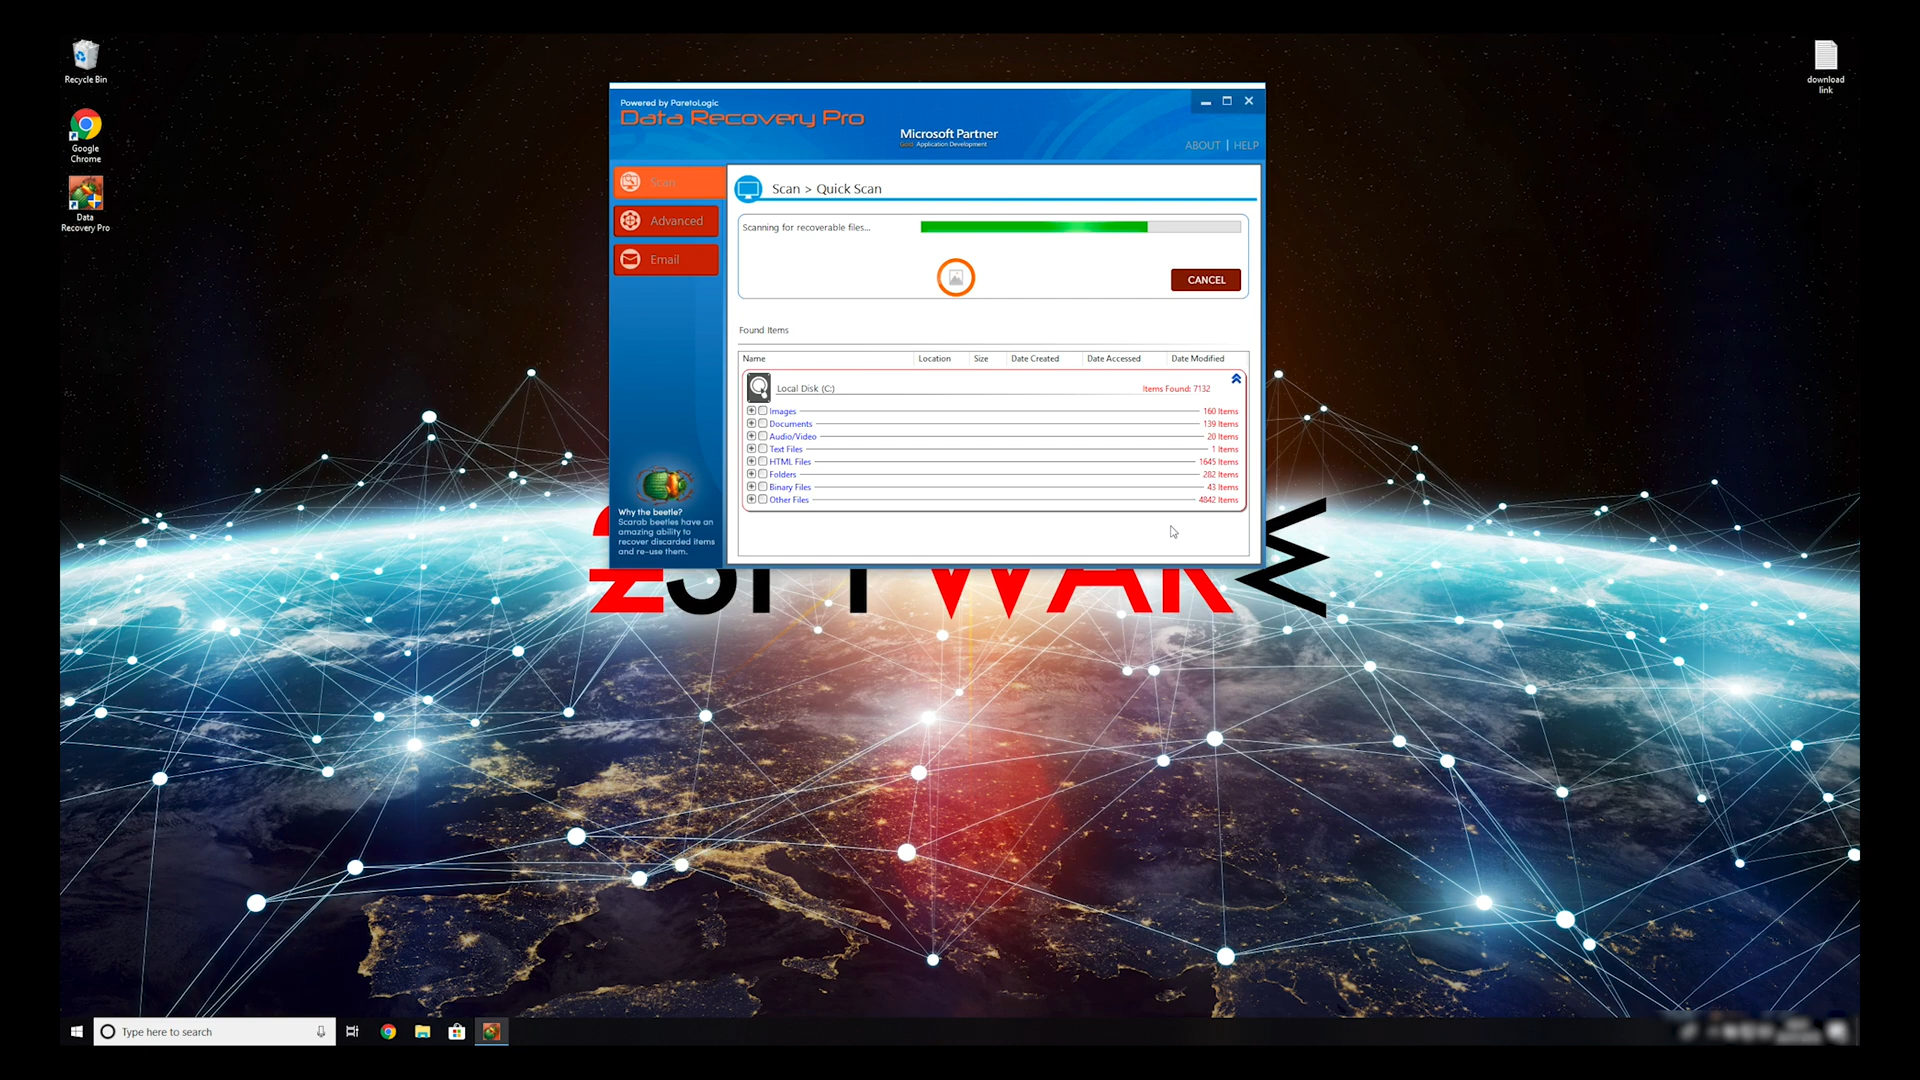 Recycle Bin
Google
Chrome
Data
Recovery Pro
download
link
Powered by ParetoLogic
Data Recovery Pro
Microsoft Partner
Gold Application Development
ABOUT | HELP
Scan
Advanced
Email
Scan > Quick Scan
Scanning for recoverable files...
CANCEL
Found Items
Name Location Size Date Created Date Accessed Date Modified
Local Disk (C:) Items Found: 7132
Images 160 Items
Documents 139 Items
Audio/Video 20 Items
Text Files 1 Items
HTML Files 1645 Items
Folders 282 Items
Binary Files 43 Items
Other Files 4842 Items
Why the beetle?
Scarab beetles have an
amazing ability to
recover discarded items
and re-use them.
2SPYWAR
Type here to search